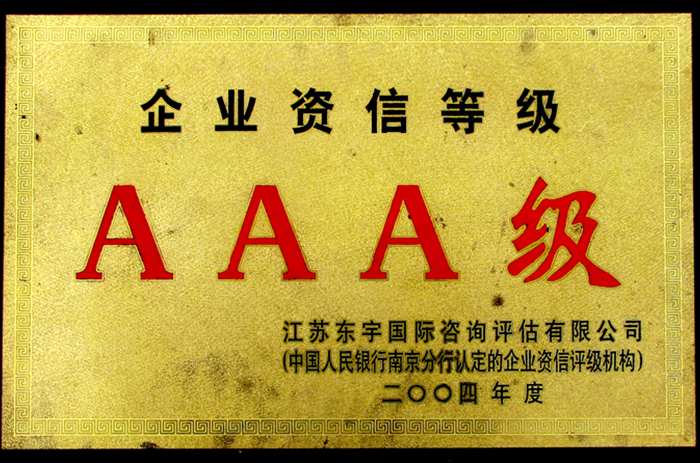 企业资信等级
AAA级
江苏东宇国际咨询评估有限公司
(中国人民银行南京分行认定的企业资信评级机构)
二〇〇四年度